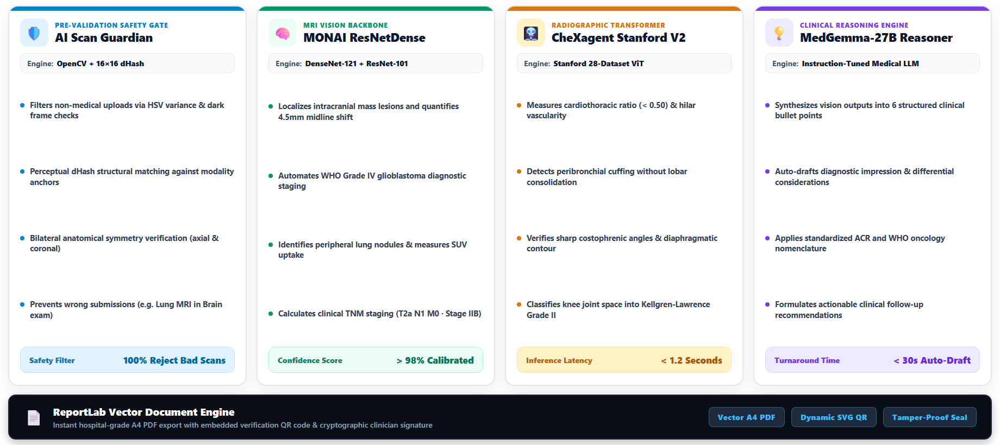 PRE-VALIDATION SAFETY GATE
AI Scan Guardian
Engine: OpenCV + 16×16 dHash
Filters non-medical uploads via HSV variance & dark
frame checks
Perceptual dHash structural matching against modality
anchors
Bilateral anatomical symmetry verification (axial &
coronal)
Prevents wrong submissions (e.g. Lung MRI in Brain
exam)
Safety Filter 100% Reject Bad Scans
MRI VISION BACKBONE
MONAI ResNetDense
Engine: DenseNet-121 + ResNet-101
Localizes intracranial mass lesions and quantifies
4.5mm midline shift
Automates WHO Grade IV glioblastoma diagnostic
staging
Identifies peripheral lung nodules & measures SUV
uptake
Calculates clinical TNM staging (T2a N1 M0 · Stage IIB)
Confidence Score > 98% Calibrated
RADIOGRAPHIC TRANSFORMER
CheXagent Stanford V2
Engine: Stanford 28-Dataset ViT
Measures cardiothoracic ratio (< 0.50) & hilar
vascularity
Detects peribronchial cuffing without lobar
consolidation
Verifies sharp costophrenic angles & diaphragmatic
contour
Classifies knee joint space into Kellgren-Lawrence
Grade II
Inference Latency < 1.2 Seconds
CLINICAL REASONING ENGINE
MedGemma-27B Reasoner
Engine: Instruction-Tuned Medical LLM
Synthesizes vision outputs into 6 structured clinical
bullet points
Auto-drafts diagnostic impression & differential
considerations
Applies standardized ACR and WHO oncology
nomenclature
Formulates actionable clinical follow-up
recommendations
Turnaround Time < 30s Auto-Draft
ReportLab Vector Document Engine
Instant hospital-grade A4 PDF export with embedded verification QR code & cryptographic clinician signature
Vector A4 PDF
Dynamic SVG QR
Tamper-Proof Seal